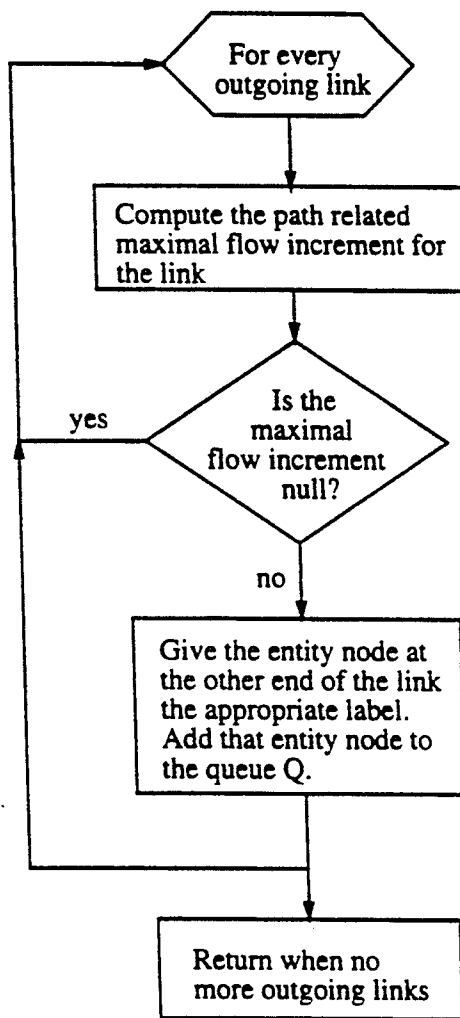 For every
outgoing link
Compute the path related
maximal flow increment for
the link
Is the
maximal
flow increment
null?
yes
no
Give the entity node at
the other end of the link
the appropriate label.
Add that entity node to
the queue Q.
Return when no
more outgoing links